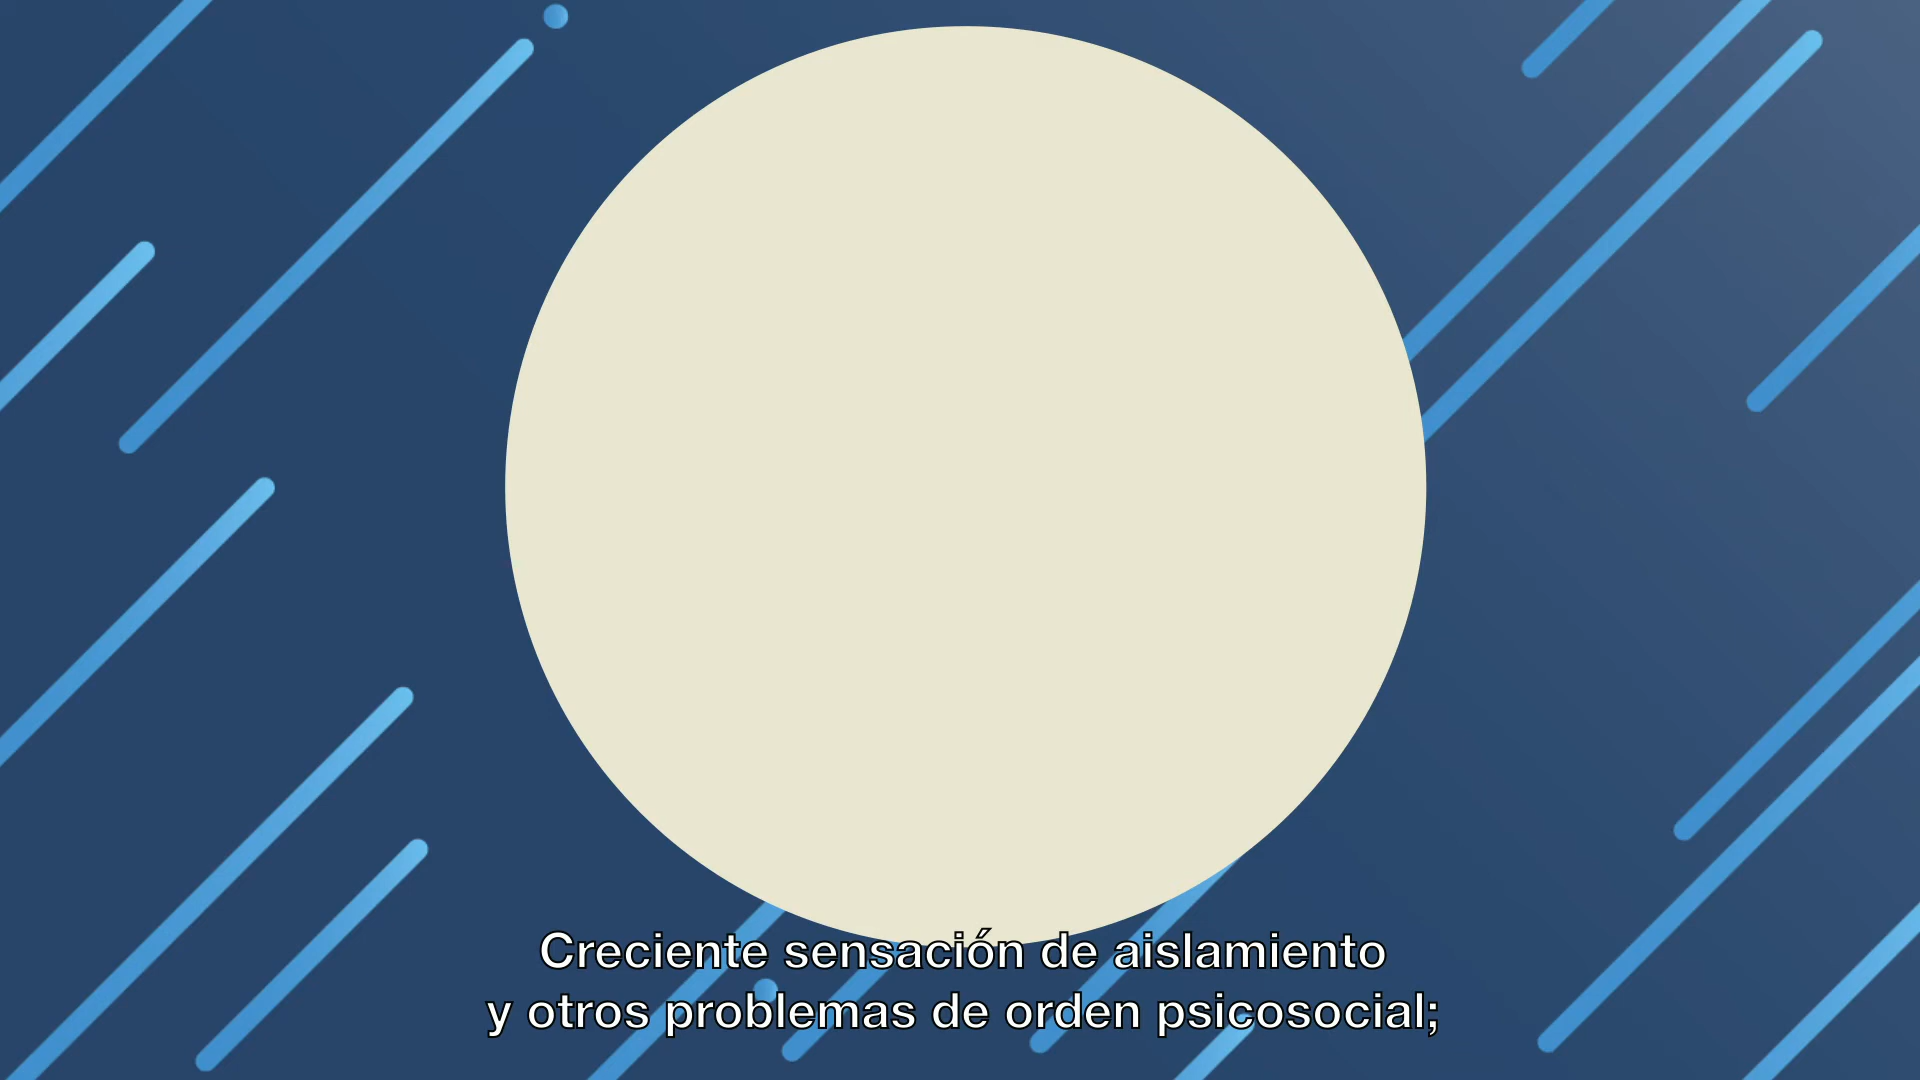 Creciente sensación de aislamiento
y otros problemas de orden psicosocial;